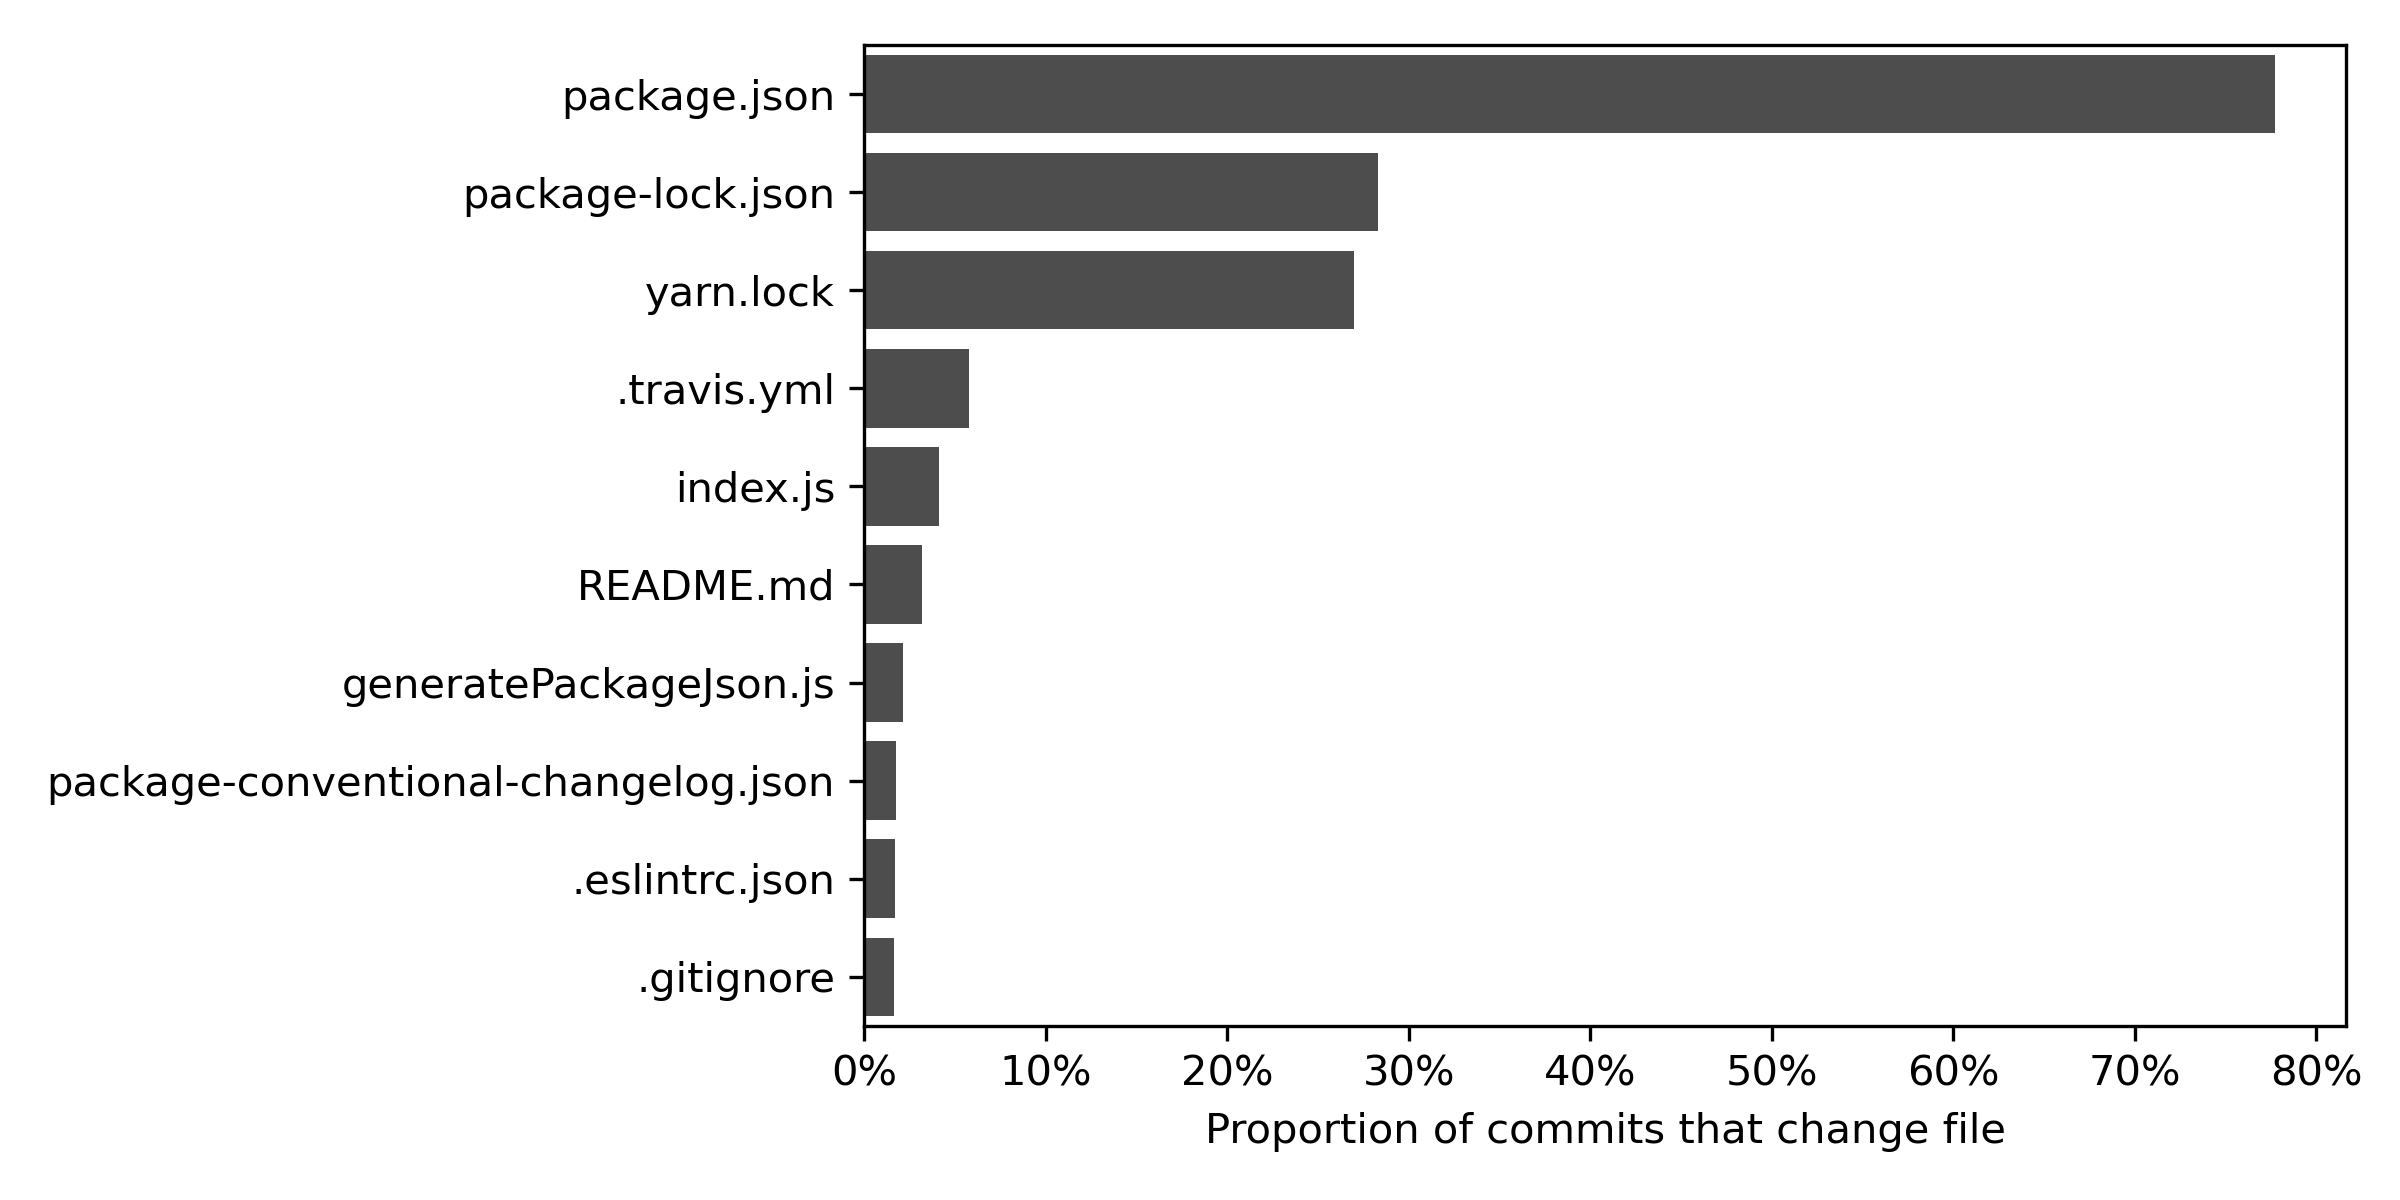 package.json
package-lock.json
yarn.lock
.travis.yml
index.js
README.md
generatePackageJson.js
package-conventional-changelog.json
.eslintrc.json
.gitignore
0% 10% 20% 30% 40% 50% 60% 70% 80%
Proportion of commits that change file